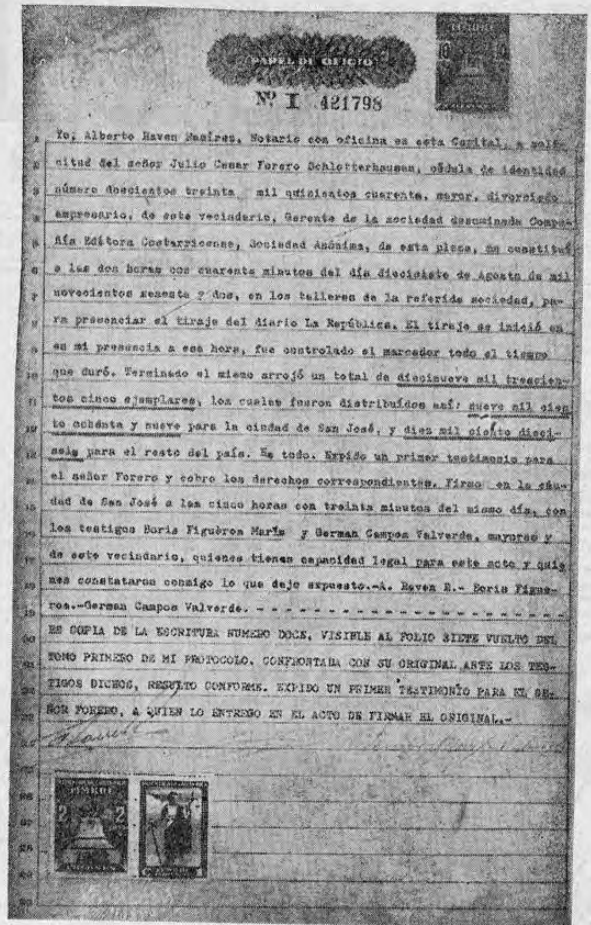 PAPEL DE OFICIO
TIMBRE
10 10
Nº I 421798
Yo, Alberto Raven Ramírez, Notario con oficina en esta Capital, a soli-
citud del señor Julio Cesar Forero Schlotterhausen, cédula de identidad
número doscientos treinta mil quinientos cuarenta, mayor, divorciado
empresario, de este vecindario, Gerente de la sociedad denominada Compa-
ñía Editora Costarricense, Sociedad Anónima, de esta plaza, me constituí
a las dos horas con cuarenta minutos del día diecisiete de Agosto de mil
novecientos sesenta y dos, en los talleres de la referida sociedad, pa-
ra presenciar el tiraje del diario La República. El tiraje se inició en
en mi presencia a esa hora, fue controlado el marcador todo el tiempo
que duró. Terminado el mismo arrojó un total de diecinueve mil trescien-
tos cinco ejemplares, los cuales fueron distribuídos así: nueve mil cien
to ochenta y nueve para la ciudad de San José, y diez mil ciento dieci-
seis para el resto del país. Es todo. Expido un primer testimonio para
el señor Forero y cobro los derechos correspondientes. Firmo en la ciu-
dad de San José a las cinco horas con treinta minutos del mismo día, con
los testigos Boris Figueroa Marín y German Campos Valverde, mayores y
de este vecindario, quienes tienen capacidad legal para este acto y quie
nes constataron conmigo lo que dejo expuesto.-A. Raven R.- Boris Figue-
roa.-German Campos Valverde. - - - - - - - - - - - - - - - - - -
ES COPIA DE LA ESCRITURA NUMERO DOCE, VISIBLE AL FOLIO SIETE VUELTO DEL
TOMO PRIMERO DE MI PROTOCOLO. CONFRONTADA CON SU ORIGINAL ANTE LOS TES-
TIGOS DICHOS, RESULTO CONFORME. EXPIDO UN PRIMER TESTIMONIO PARA EL SE-
ÑOR FORERO, A QUIEN LO ENTREGO EN EL ACTO DE FIRMAR EL ORIGINAL.-
TIMBRE
2 2